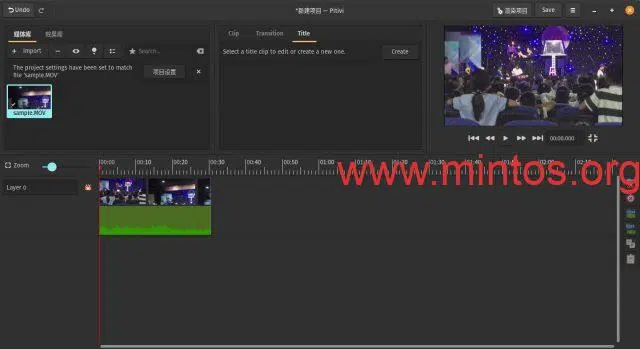 Undo
*新建项目 — Pitivi
渲染项目
Save
媒体库
效果库
Import
Search...
The project settings have been set to match
file 'sample.MOV'
项目设置
sample.MOV
Clip
Transition
Title
Select a title clip to edit or create a new one.
Create
00:00.000
Zoom
00:00
00:10
00:20
00:30
00:40
00:50
01:00
01:10
01:20
01:30
01:40
01:50
02:00
02:10
Layer 0
www.mintos.org